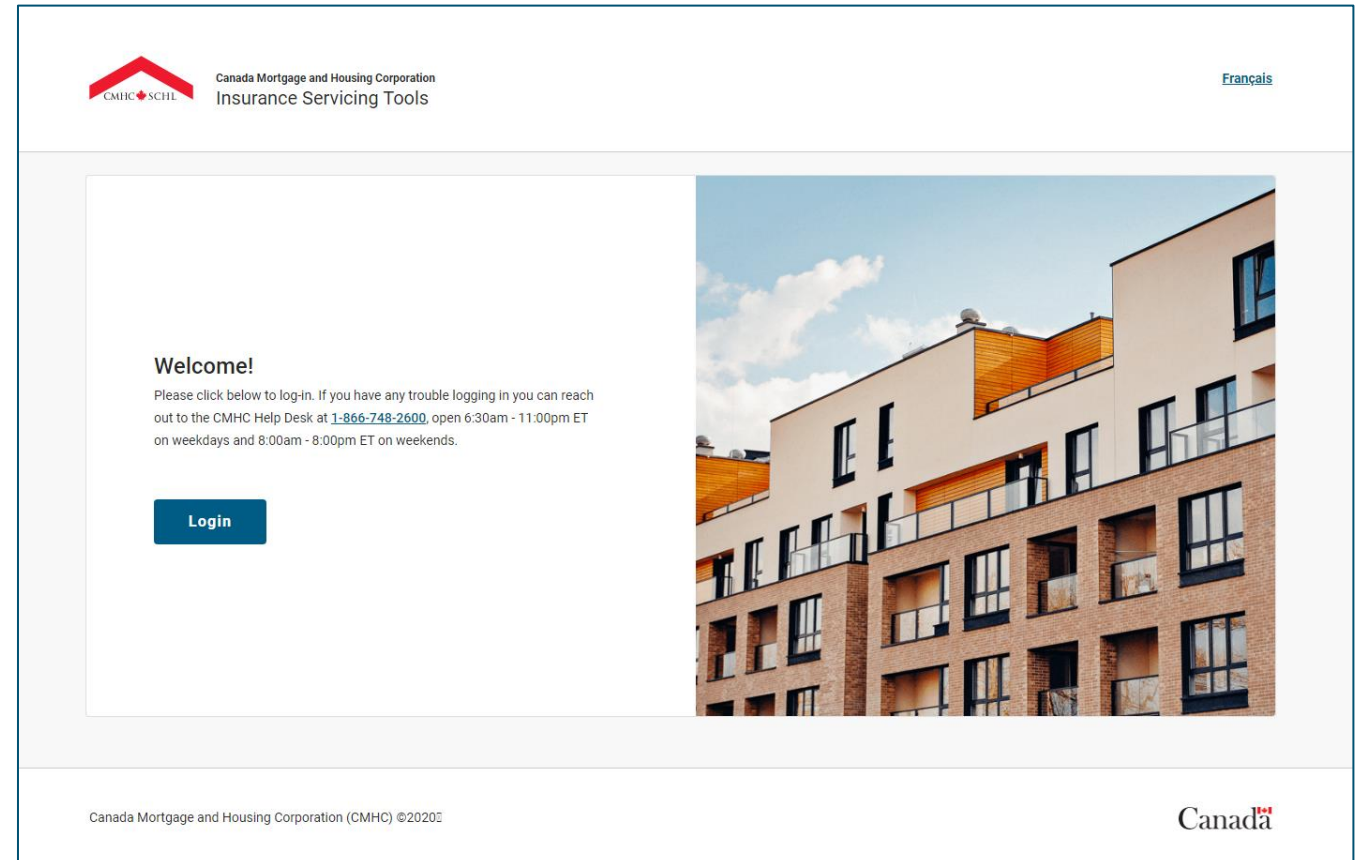 CMHC SCHL
Canada Mortgage and Housing Corporation
Insurance Servicing Tools
Français
Welcome!
Please click below to log-in. If you have any trouble logging in you can reach
out to the CMHC Help Desk at 1-866-748-2600, open 6:30am - 11:00pm ET
on weekdays and 8:00am - 8:00pm ET on weekends.
Login
Canada Mortgage and Housing Corporation (CMHC) ©2020
Canada